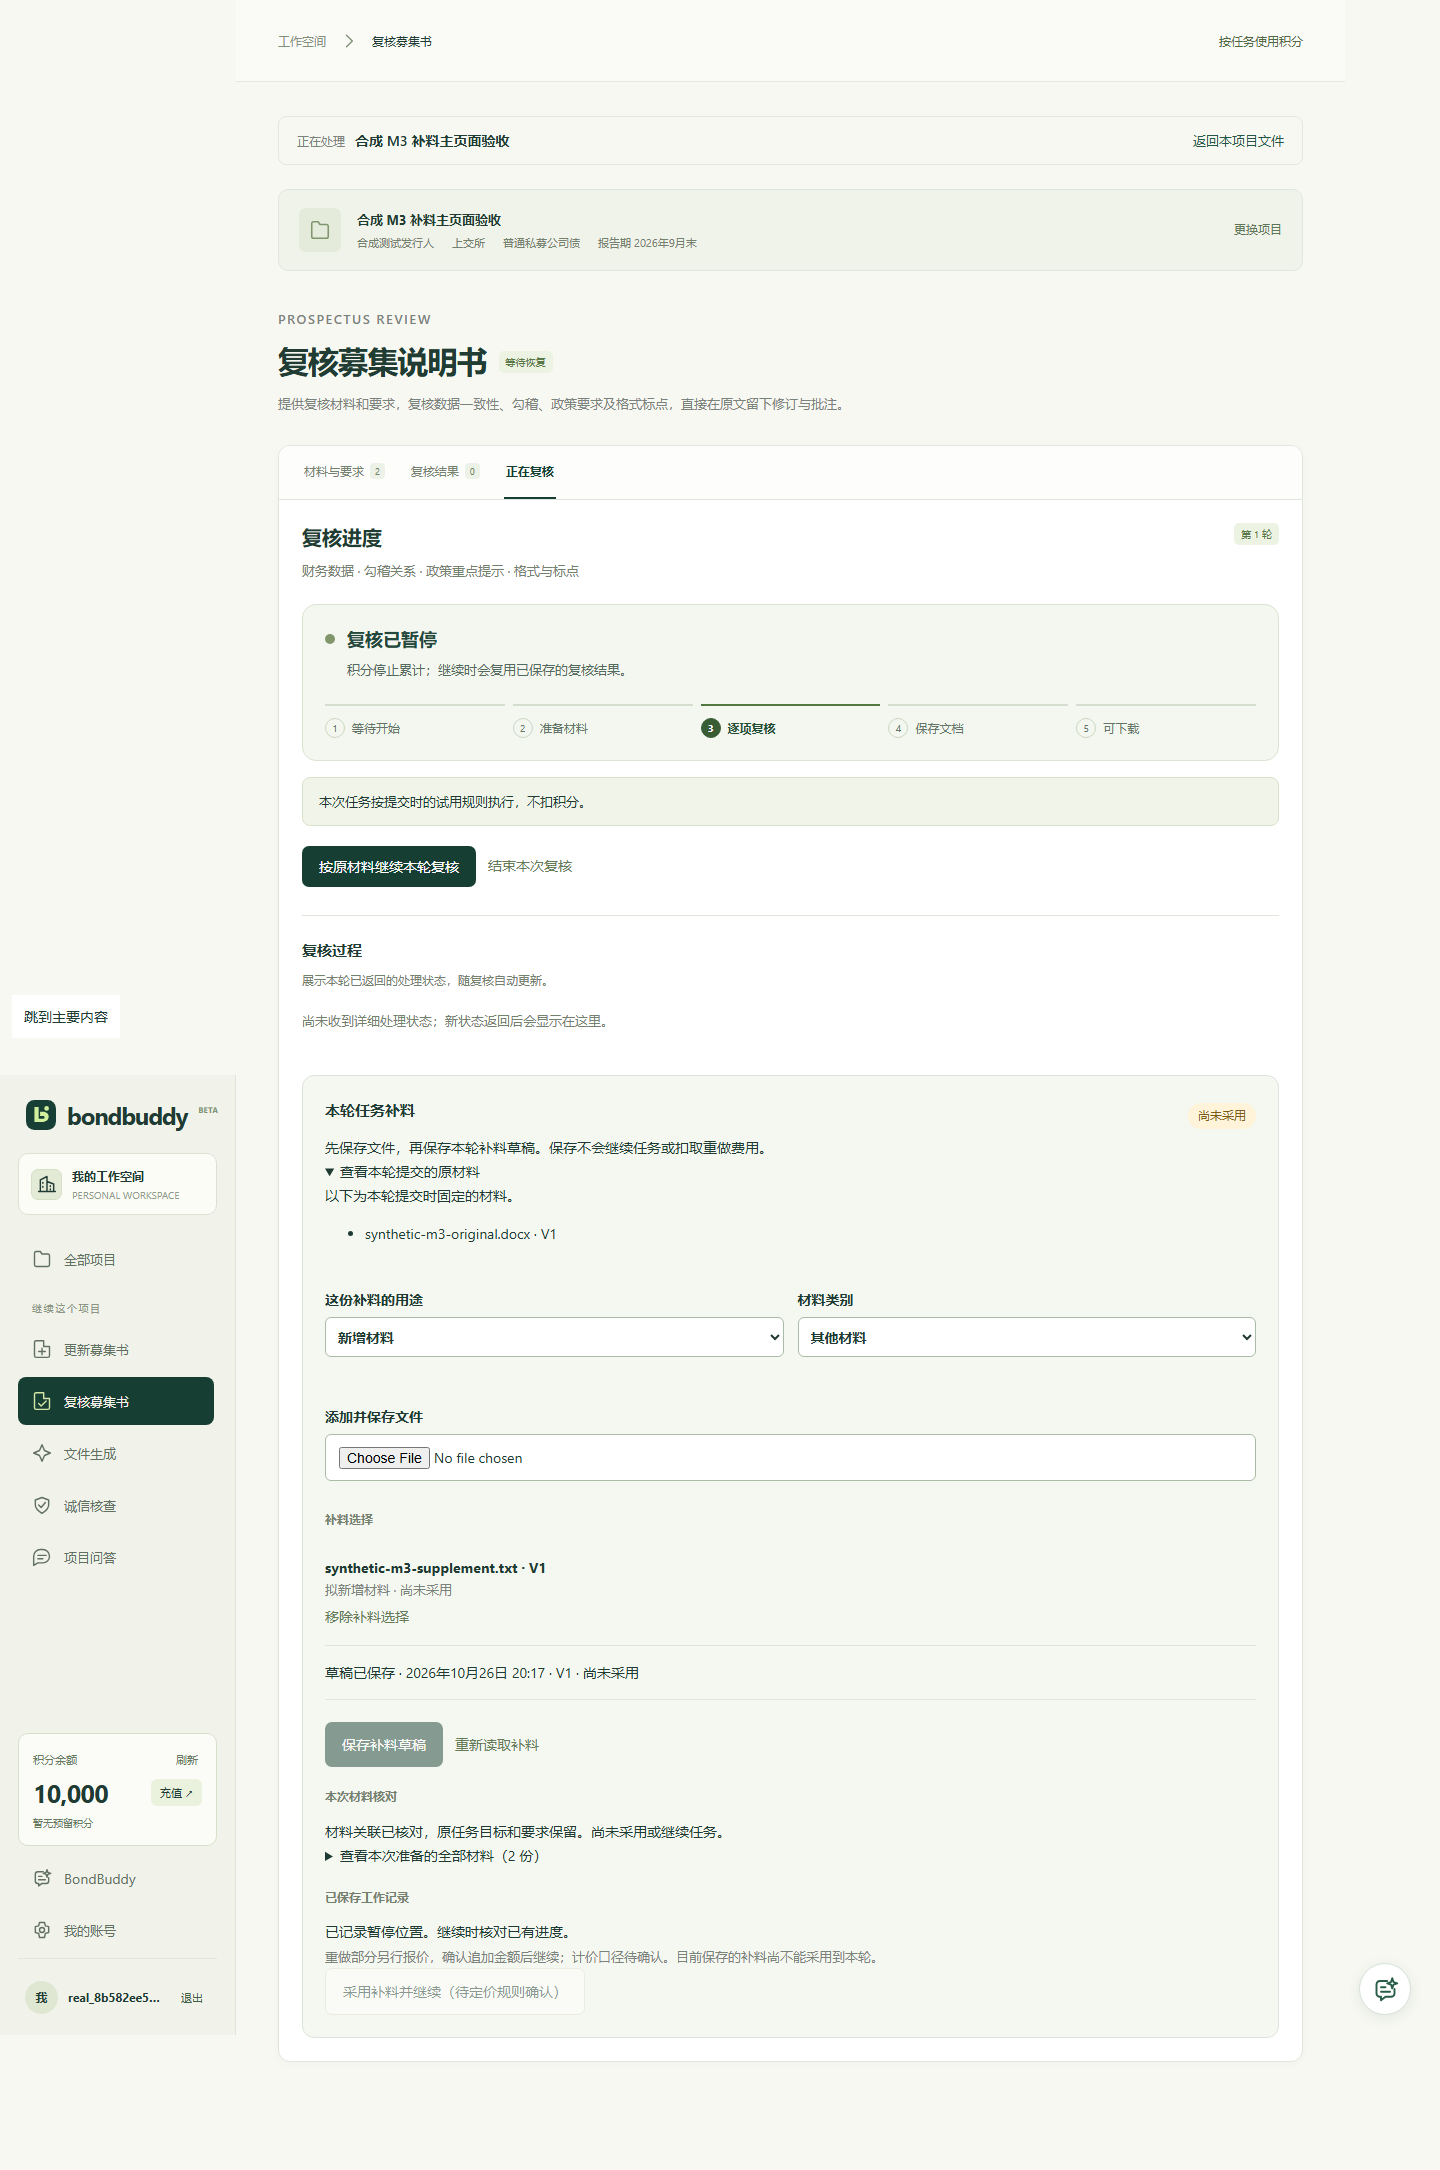 工作空间
复核募集书
按任务使用积分
正在处理 合成 M3 补料主页面验收
返回本项目文件
合成 M3 补料主页面验收
合成测试发行人 上交所 普通私募公司债 报告期 2026年9月末
更换项目
PROSPECTUS REVIEW
复核募集说明书 等待恢复
提供复核材料和要求，复核数据一致性、勾稽、政策要求及格式标点，直接在原文留下修订与批注。
材料与要求 2 复核结果 0 正在复核
复核进度
第 1 轮
财务数据 · 勾稽关系 · 政策重点提示 · 格式与标点
复核已暂停
积分停止累计；继续时会复用已保存的复核结果。
1 等待开始 2 准备材料 3 逐项复核 4 保存文档 5 可下载
本次任务按提交时的试用规则执行，不扣积分。
按原材料继续本轮复核 结束本次复核
复核过程
展示本轮已返回的处理状态，随复核自动更新。
尚未收到详细处理状态；新状态返回后会显示在这里。
本轮任务补料
尚未采用
先保存文件，再保存本轮补料草稿。保存不会继续任务或扣取重做费用。
▼ 查看本轮提交的原材料
以下为本轮提交时固定的材料。
• synthetic-m3-original.docx · V1
这份补料的用途 材料类别
新增材料 其他材料
添加并保存文件
Choose File No file chosen
补料选择
synthetic-m3-supplement.txt · V1
拟新增材料 · 尚未采用
移除补料选择
草稿已保存 · 2026年10月26日 20:17 · V1 · 尚未采用
保存补料草稿 重新读取补料
本次材料核对
材料关联已核对，原任务目标和要求保留。尚未采用或继续任务。
▶ 查看本次准备的全部材料（2 份）
已保存工作记录
已记录暂停位置。继续时核对已有进度。
重做部分另行报价，确认追加金额后继续；计价口径待确认。目前保存的补料尚不能采用到本轮。
采用补料并继续（待定价规则确认）
跳到主要内容
bondbuddy BETA
我的工作空间
PERSONAL WORKSPACE
全部项目
继续这个项目
更新募集书
复核募集书
文件生成
诚信核查
项目问答
积分余额 刷新
10,000 充值 ↗
暂无预留积分
BondBuddy
我的账号
我 real_8b582ee5... 退出